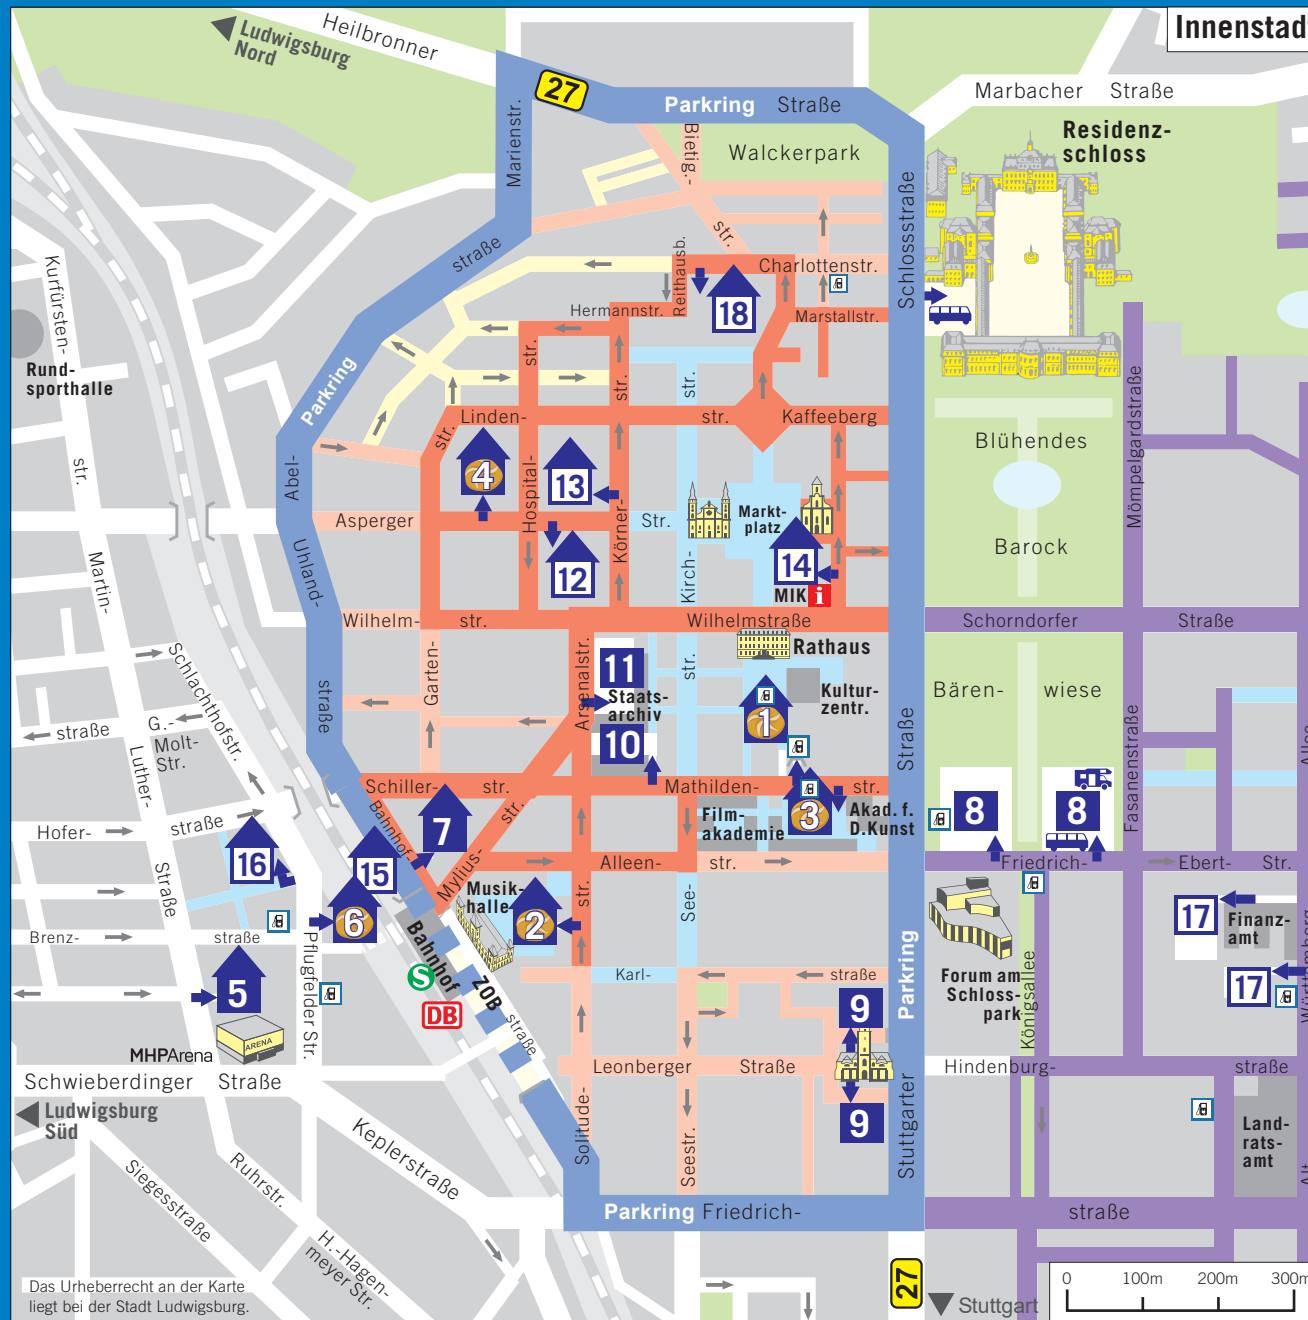 Innenstadt
Heilbronner
Ludwigsburg
Nord
27
Parkring Straße
Marbacher Straße
Residenz-
schloss
Marienstr.
Bietig.-
str.
Walckerpark
Schlossstraße
straße
Kurfürsten-
str.
Reithausb.
Charlottenstr.
Hermannstr.
18
Marstallstr.
Rund-
sporthalle
Parkring
str.
str.
str.
Linden-
str.
Kaffeeberg
str.
Blühendes
Barock
Mömpelgardstraße
Abel-
4
13
Hospital-
Körner-
Markt-
platz
Asperger
Str.
12
14
MIK
i
Kirch-
Uhland-
Martin-
Wilhelm-
str.
Wilhelmstraße
Schorndorfer
Straße
Rathaus
Schlachthofstr.
straße
Garten-
Arsenalstr.
11
Staats-
archiv
10
str.
Kultur-
zentr.
1
Bären-
wiese
straße
G.-
Molt-
Str.
Luther-
Straße
Fasanenstraße
Allee
Schiller-
str.
Mathilden-
str.
Hofer-
straße
Bahnhof-
7
str.
Film-
akademie
3
Akad. f.
D.Kunst
8
8
16
15
Mylius-
Alleen-
str.
Friedrich-
Ebert-
Str.
Straße
Musik-
halle
2
str.
See-
6
17
Finanz-
amt
Brenz-
straße
Pflugfelder Str.
Bahnhof
S
DB
ZOB
straße
Karl-
straße
Parkring
Forum am
Schloss-
park
Königsallee
17
Württemberg
5
9
MHPArena
ARENA
Leonberger
Straße
Hindenburg-
straße
Schwieberdinger Straße
Ludwigsburg
Süd
9
Keplerstraße
Siegesstraße
Ruhrstr.
H.-Hagen-
meyer Str.
Solitude-
Seestr.
Stuttgarter
Land-
rats-
amt
Alt
Parkring Friedrich-
straße
27
Stuttgart
0 100m 200m 300m
Das Urheberrecht an der Karte
liegt bei der Stadt Ludwigsburg.